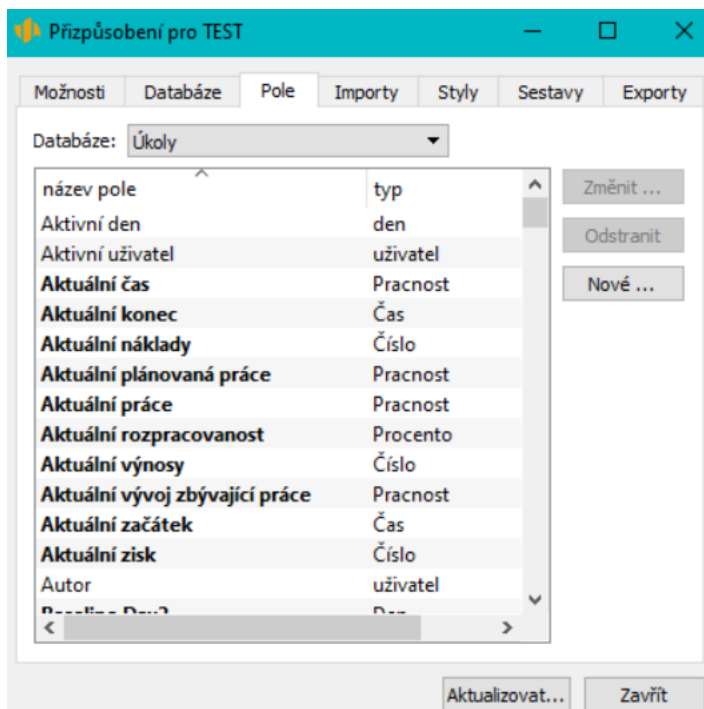 Přizpůsobení pro TEST
Možnosti Databáze Pole Importy Styly Sestavy Exporty
Databáze: Úkoly
název pole typ Změnit ...
Aktivní den den
Odstranit
Aktivní uživatel uživatel
Aktuální čas Pracnost Nové ...
Aktuální konec Čas
Aktuální náklady Číslo
Aktuální plánovaná práce Pracnost
Aktuální práce Pracnost
Aktuální rozpracovanost Procento
Aktuální výnosy Číslo
Aktuální vývoj zbývající práce Pracnost
Aktuální začátek Čas
Aktuální zisk Číslo
Autor uživatel
Aktualizovat... Zavřít